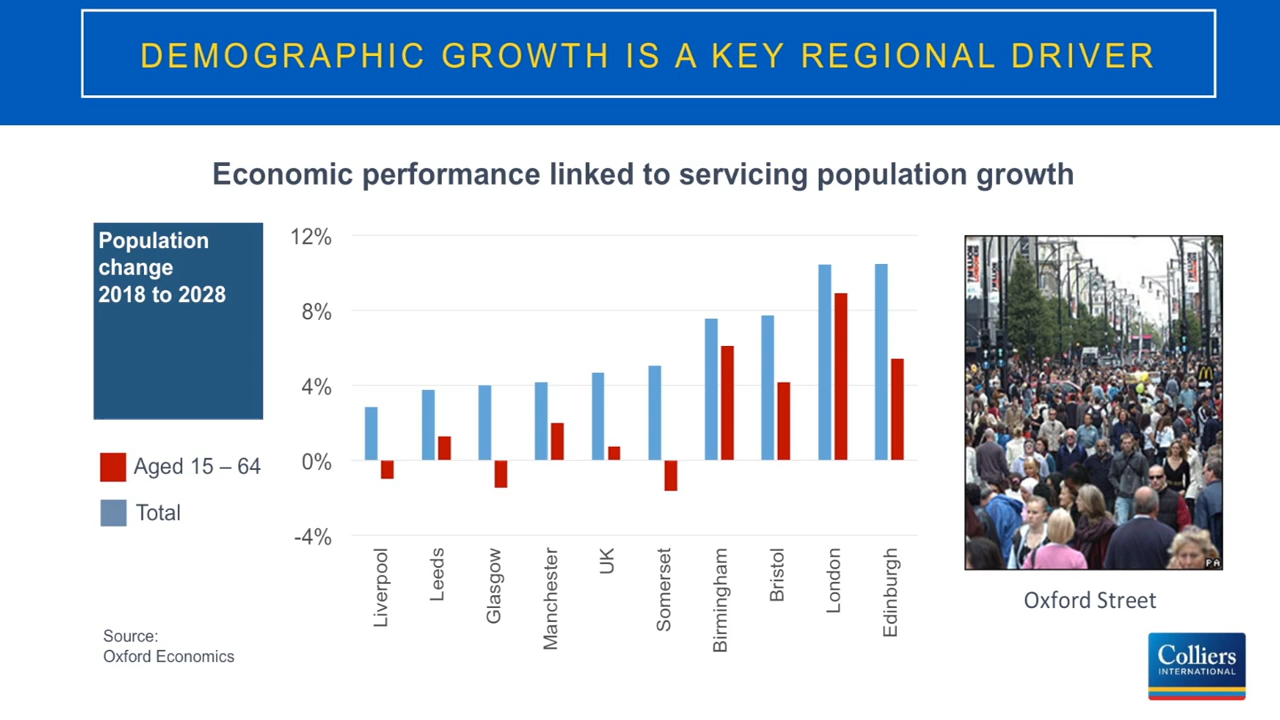 DEMOGRAPHIC GROWTH IS A KEY REGIONAL DRIVER
Economic performance linked to servicing population growth
Population
change
2018 to 2028
Aged 15 – 64
Total
Source:
Oxford Economics
12%
8%
4%
0%
-4%
Liverpool
Leeds
Glasgow
Manchester
UK
Somerset
Birmingham
Bristol
London
Edinburgh
PA
Oxford Street
Colliers
INTERNATIONAL